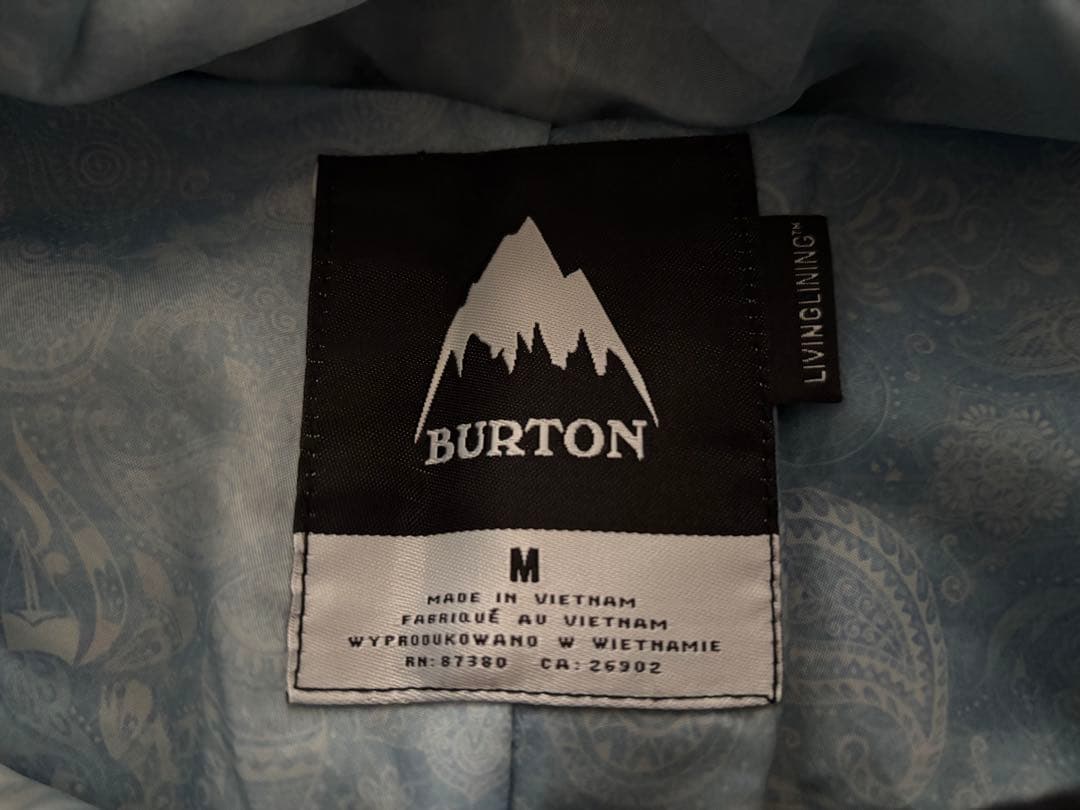 BURTON
LIVINGLINING™
M
MADE IN VIETNAM
FABRIQUÉ AU VIETNAM
WYPRODUKOWANO W WIETNAMIE
RN: 87380 CA: 26902